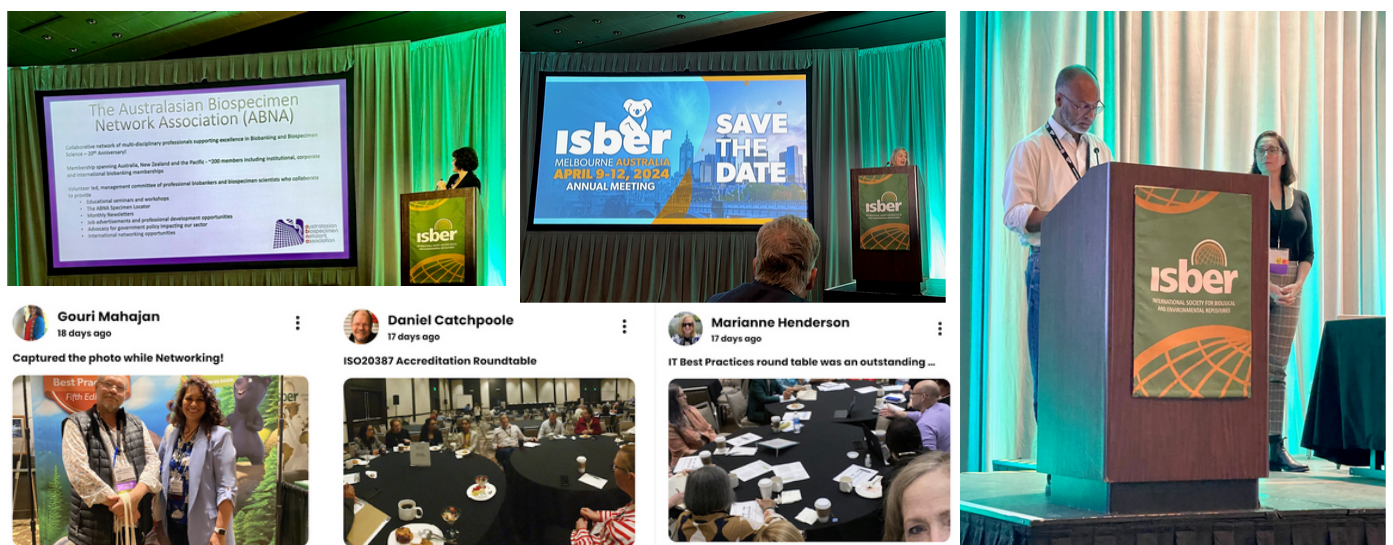 The Australasian Biospecimen
Network Association (ABNA)
Collaborative network of multi-disciplinary professionals supporting excellence in Biobanking and Biospecimen
Science – 20th Anniversary!
Membership spanning Australia, New Zealand and the Pacific - ~200 members including institutional, corporate
and international biobanking memberships
Volunteer led, management committee of professional biobankers and biospecimen scientists who collaborate
to provide
• Educational seminars and workshops
• The ABNA Specimen Locator
• Monthly Newsletters
• Job advertisements and professional development opportunities
• Advocacy for government policy impacting our sector
• International networking opportunities
australasian
biospecimen
network
association
isber
isber
MELBOURNE AUSTRALIA
APRIL 9-12, 2024
ANNUAL MEETING
SAVE
THE
DATE
isber
isber
INTERNATIONAL SOCIETY FOR BIOLOGICAL
AND ENVIRONMENTAL REPOSITORIES
Gouri Mahajan
18 days ago
Captured the photo while Networking!
Best Prac
Fifth Edi
ber
Daniel Catchpoole
17 days ago
ISO20387 Accreditation Roundtable
Marianne Henderson
17 days ago
IT Best Practices round table was an outstanding ...